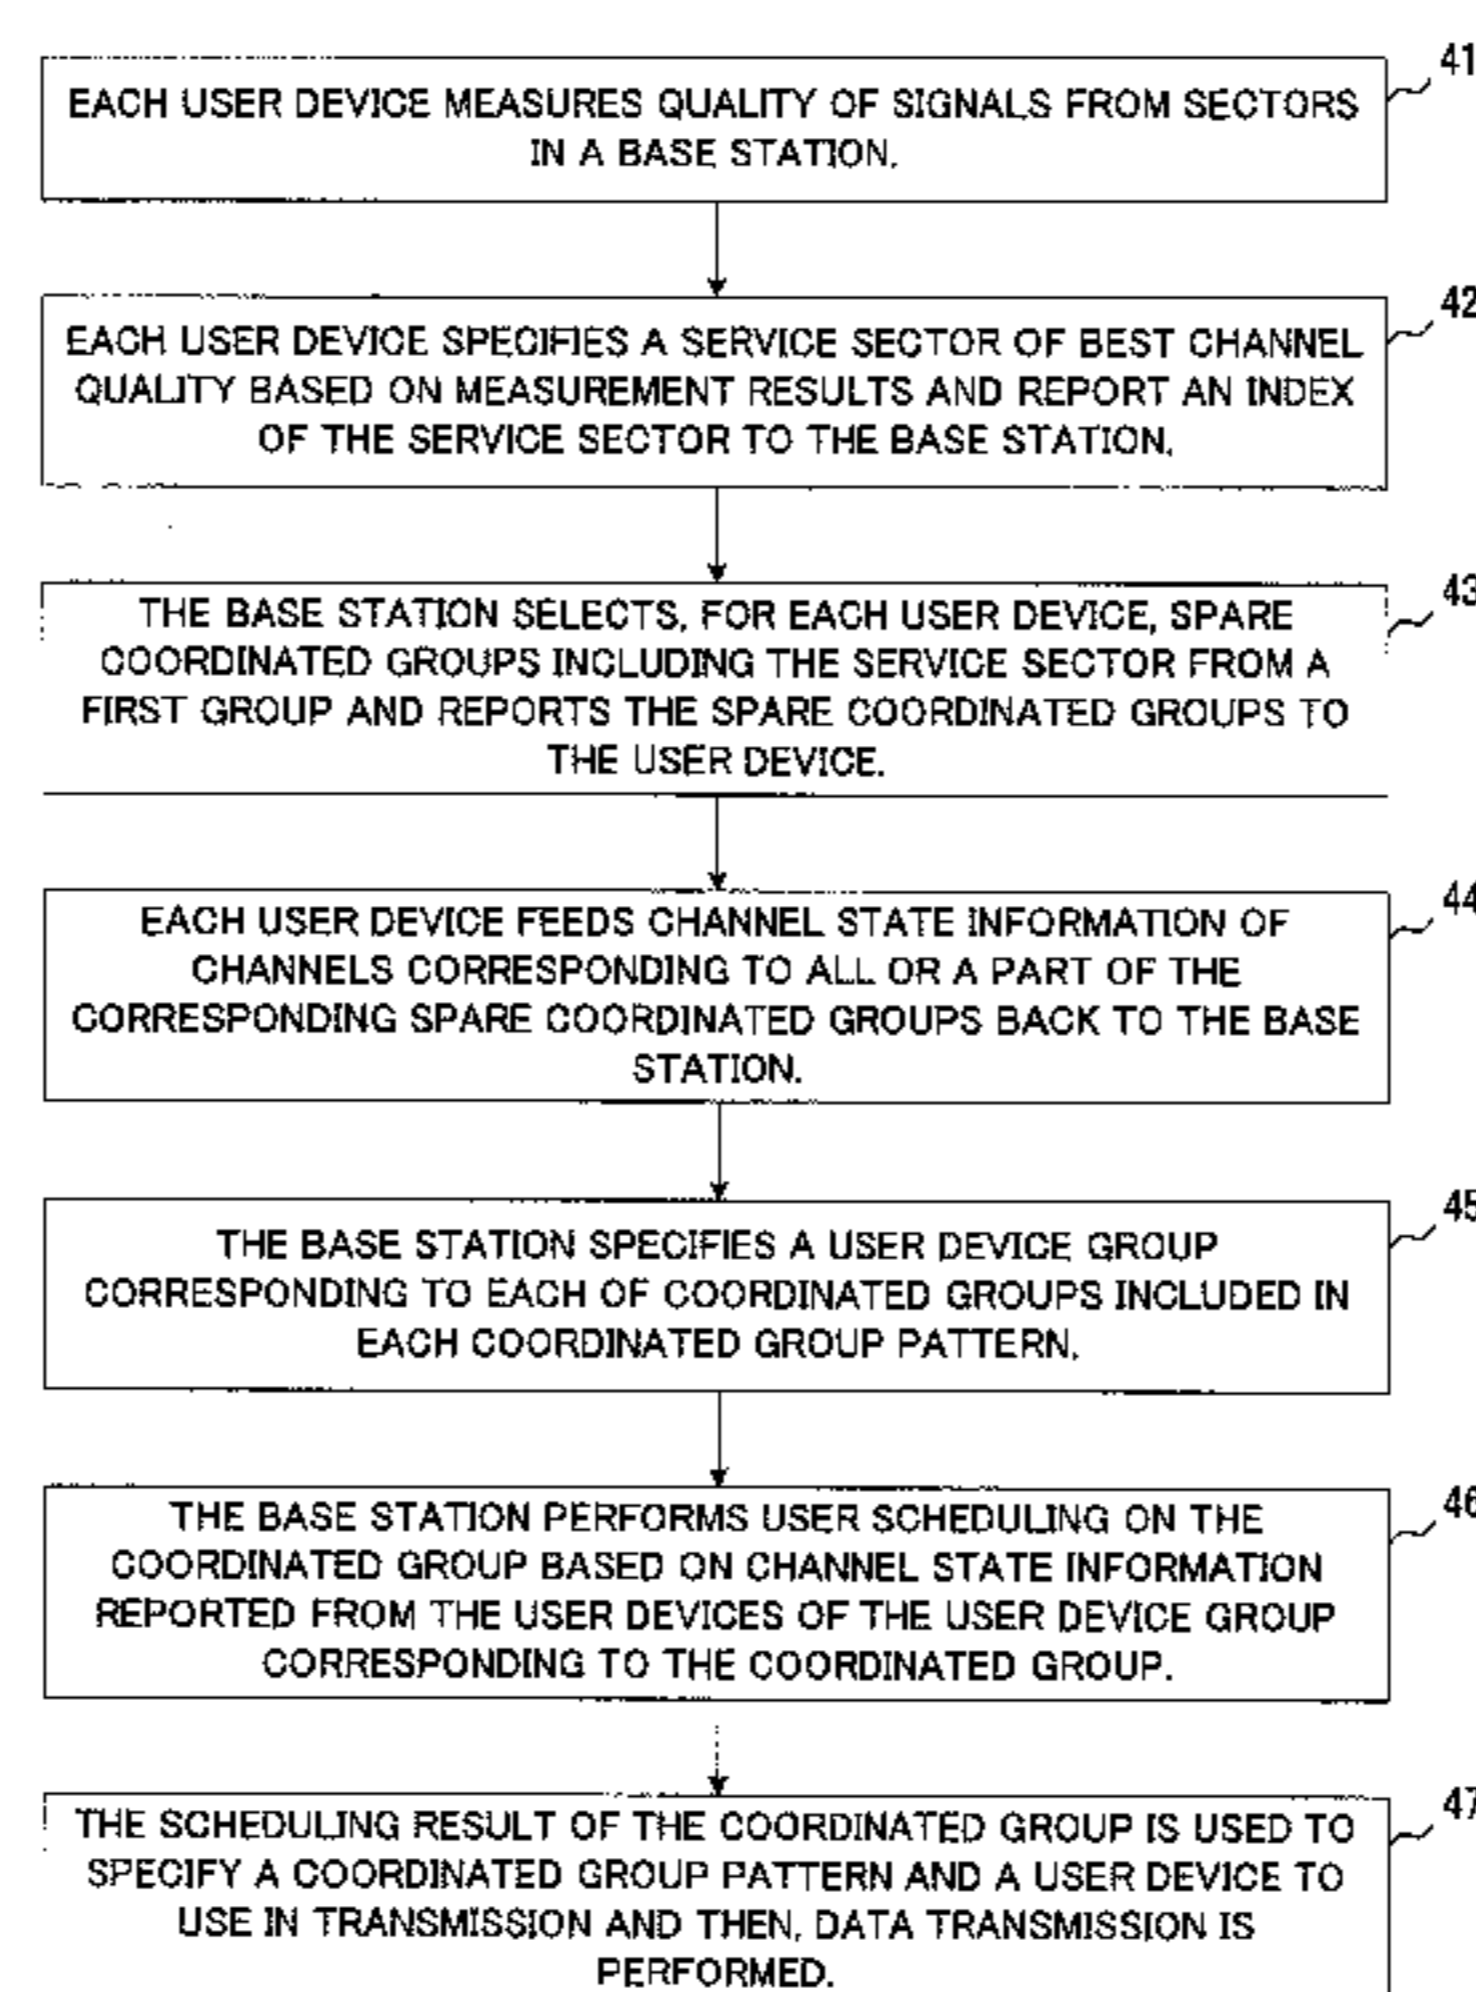 41
EACH USER DEVICE MEASURES QUALITY OF SIGNALS FROM SECTORS
IN A BASE STATION.
42
EACH USER DEVICE SPECIFIES A SERVICE SECTOR OF BEST CHANNEL
QUALITY BASED ON MEASUREMENT RESULTS AND REPORT AN INDEX
OF THE SERVICE SECTOR TO THE BASE STATION.
43
THE BASE STATION SELECTS, FOR EACH USER DEVICE, SPARE
COORDINATED GROUPS INCLUDING THE SERVICE SECTOR FROM A
FIRST GROUP AND REPORTS THE SPARE COORDINATED GROUPS TO
THE USER DEVICE.
44
EACH USER DEVICE FEEDS CHANNEL STATE INFORMATION OF
CHANNELS CORRESPONDING TO ALL OR A PART OF THE
CORRESPONDING SPARE COORDINATED GROUPS BACK TO THE BASE
STATION.
45
THE BASE STATION SPECIFIES A USER DEVICE GROUP
CORRESPONDING TO EACH OF COORDINATED GROUPS INCLUDED IN
EACH COORDINATED GROUP PATTERN.
46
THE BASE STATION PERFORMS USER SCHEDULING ON THE
COORDINATED GROUP BASED ON CHANNEL STATE INFORMATION
REPORTED FROM THE USER DEVICES OF THE USER DEVICE GROUP
CORRESPONDING TO THE COORDINATED GROUP.
47
THE SCHEDULING RESULT OF THE COORDINATED GROUP IS USED TO
SPECIFY A COORDINATED GROUP PATTERN AND A USER DEVICE TO
USE IN TRANSMISSION AND THEN, DATA TRANSMISSION IS
PERFORMED.